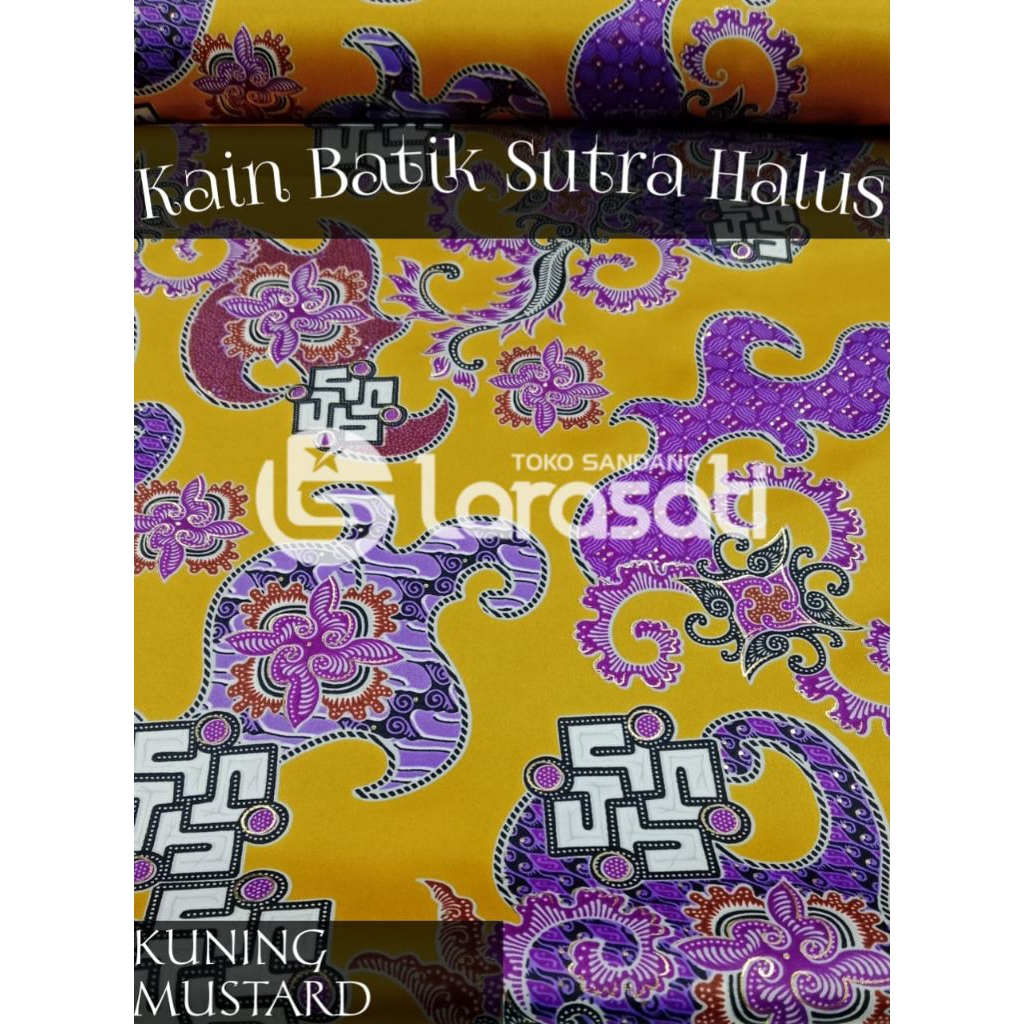 Kain Batik Sutra Halus
TOKO SANDANG
Larasati
KUNING
MUSTARD